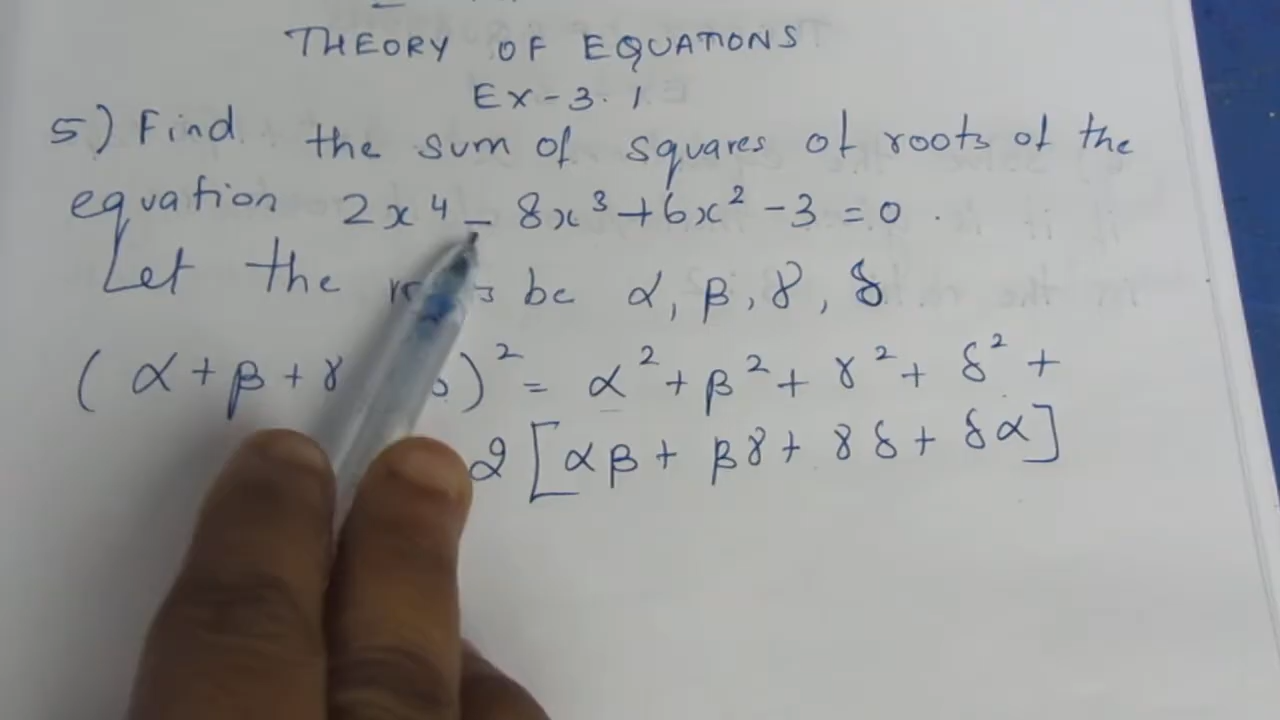 THEORY OF EQUATIONS
Ex-3.1
5) Find the sum of squares of roots of the
equation 2x⁴ - 8x³ + 6x² - 3 = 0 .
Let the be α, β, γ, δ
(α + β + γ )² = α² + β² + γ² + δ² +
2 [αβ + βγ + γδ + δα]